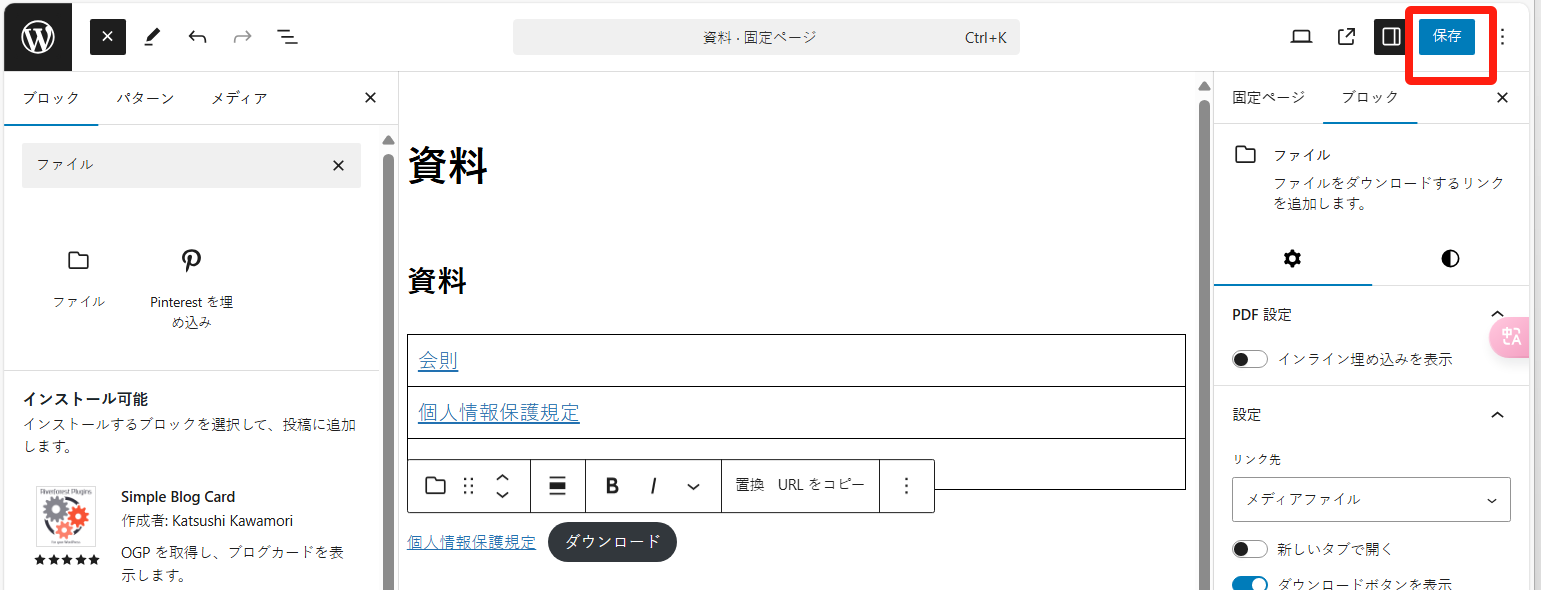 資料 · 固定ページ
Ctrl+K
保存
ブロック
パターン
メディア
ファイル
ファイル
Pinterest を埋
め込み
インストール可能
インストールするブロックを選択して、投稿に追加
します。
Riverforest Plugins
Simple Blog Card
作成者: Katsushi Kawamori
OGP を取得し、ブログカードを表
示します。
資料
資料
会則
個人情報保護規定
B
I
置換
URL をコピー
個人情報保護規定
ダウンロード
固定ページ
ブロック
ファイル
ファイルをダウンロードするリンク
を追加します。
PDF 設定
インライン埋め込みを表示
中
A
設定
リンク先
メディアファイル
新しいタブで開く
ダウンロードボタンを表示